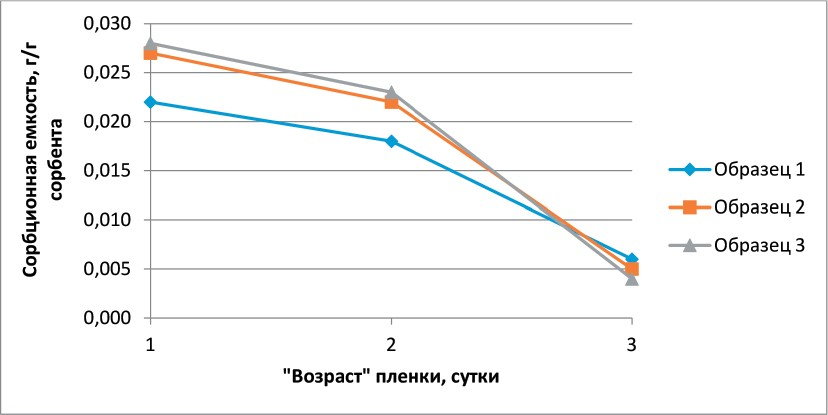 Сорбционная емкость, г/г
сорбента
0,030
0,025
0,020
0,015
0,010
0,005
0,000
1
2
3
"Возраст" пленки, сутки
Образец 1
Образец 2
Образец 3